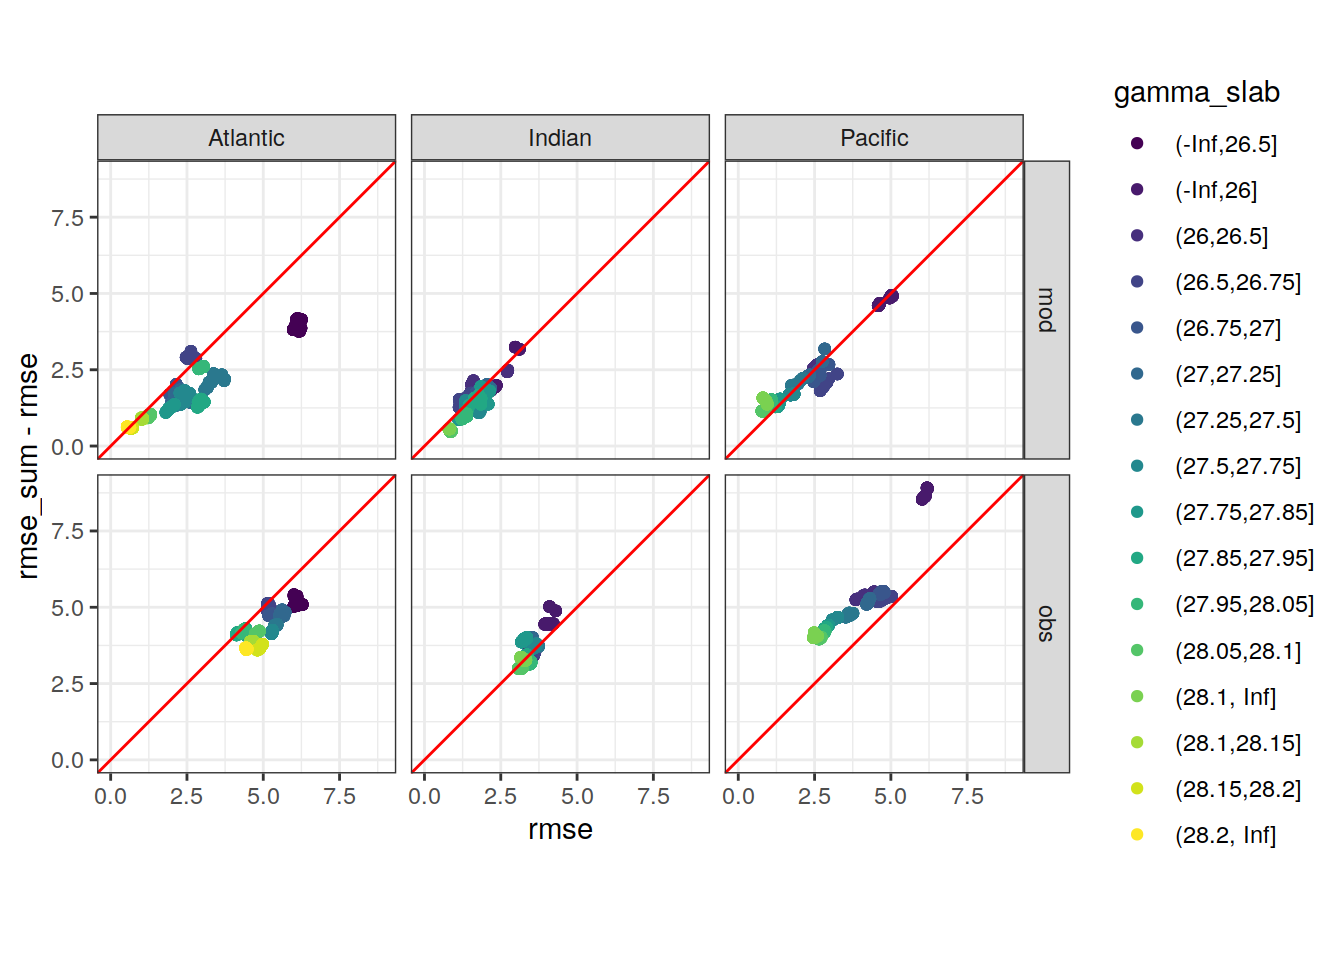 Atlantic
Indian
Pacific
mod
obs
7.5
5.0
2.5
0.0
7.5
5.0
2.5
0.0
rmse_sum - rmse
0.0 2.5 5.0 7.5
0.0 2.5 5.0 7.5
0.0 2.5 5.0 7.5
rmse
gamma_slab
(-Inf,26.5]
(-Inf,26]
(26,26.5]
(26.5,26.75]
(26.75,27]
(27,27.25]
(27.25,27.5]
(27.5,27.75]
(27.75,27.85]
(27.85,27.95]
(27.95,28.05]
(28.05,28.1]
(28.1, Inf]
(28.1,28.15]
(28.15,28.2]
(28.2, Inf]